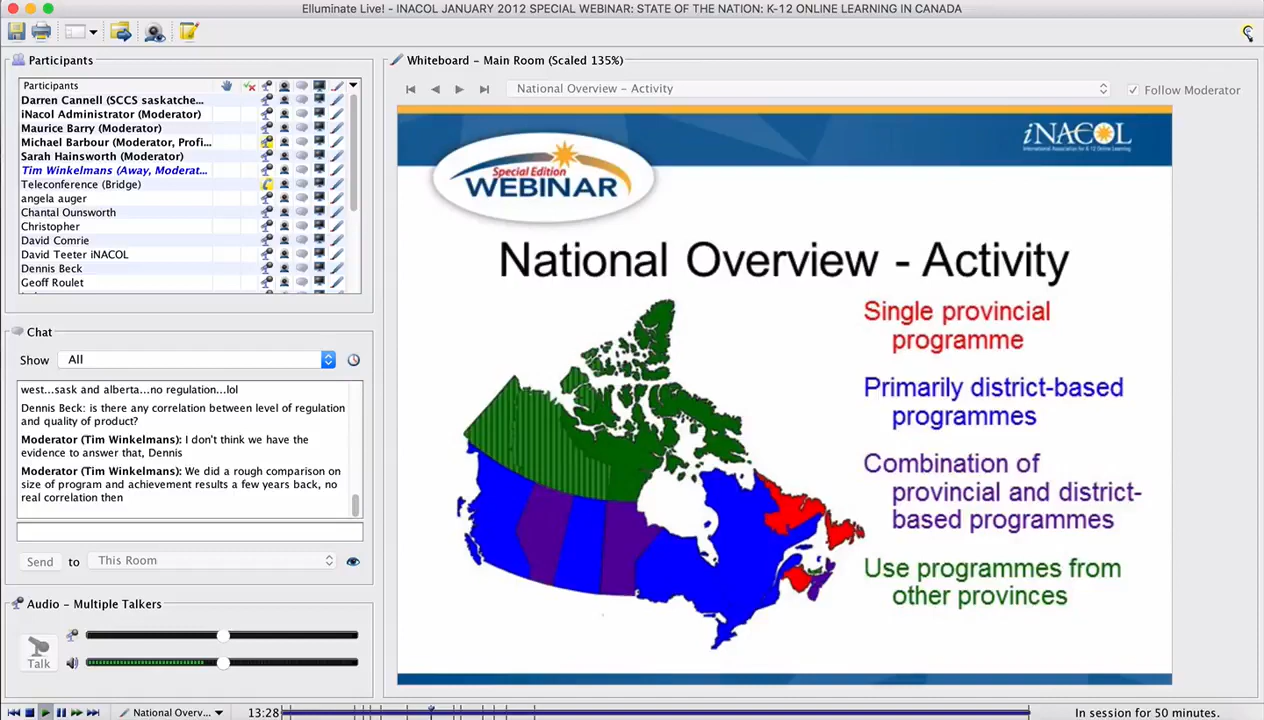 Elluminate Live! - INACOL JANUARY 2012 SPECIAL WEBINAR: STATE OF THE NATION: K-12 ONLINE LEARNING IN CANADA
Participants
Participants
Darren Cannell (SCCS saskatche...
iNacol Administrator (Moderator)
Maurice Barry (Moderator)
Michael Barbour (Moderator, Profi...
Sarah Hainsworth (Moderator)
Tim Winkelmans (Away, Moderat...
Teleconference (Bridge)
angela auger
Chantal Ounsworth
Christopher
David Comrie
David Teeter iNACOL
Dennis Beck
Geoff Roulet
Chat
Show All
west...sask and alberta...no regulation...lol
Dennis Beck: is there any correlation between level of regulation
and quality of product?
Moderator (Tim Winkelmans): I don't think we have the
evidence to answer that, Dennis
Moderator (Tim Winkelmans): We did a rough comparison on
size of program and achievement results a few years back, no
real correlation then
Send to This Room
Audio - Multiple Talkers
Talk
Whiteboard - Main Room (Scaled 135%)
National Overview - Activity
Follow Moderator
iNACOL
International Association for K-12 Online Learning
Special Edition
WEBINAR
National Overview - Activity
Single provincial
programme
Primarily district-based
programmes
Combination of
provincial and district-
based programmes
Use programmes from
other provinces
National Overv...
13:28
In session for 50 minutes.